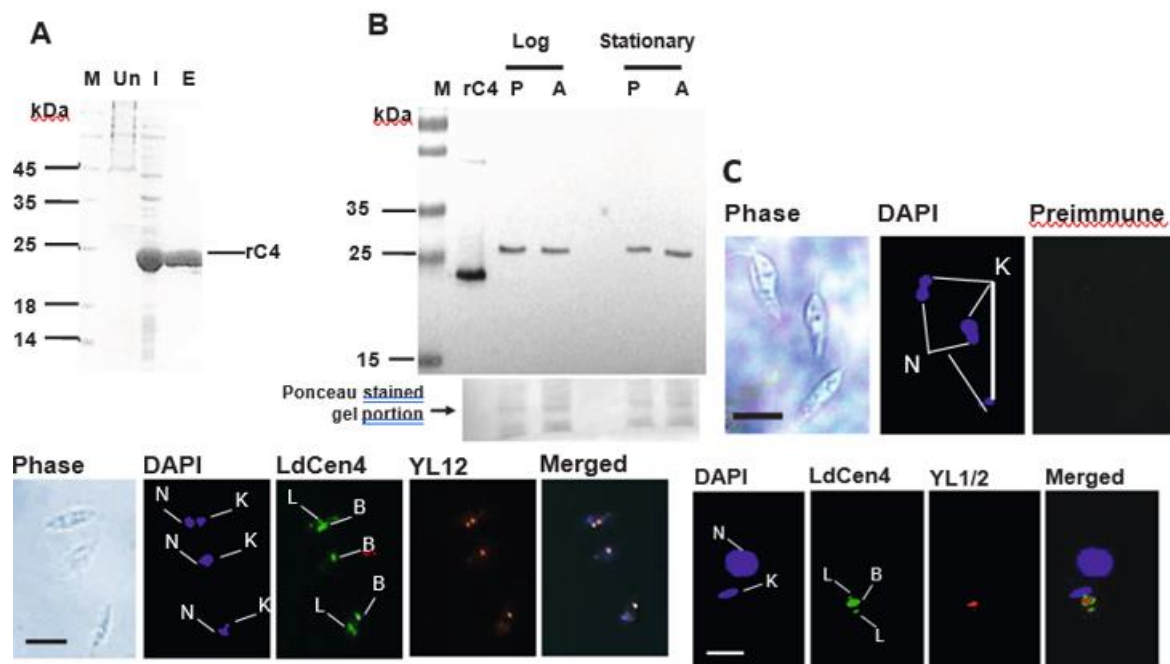 A
M Un I E
kDa
45
35
25
18
14
rC4
B
Log Stationary
M rC4 P A P A
kDa
35
25
15
Ponceau stained
gel portion
C
Phase DAPI Preimmune
K
N
Phase DAPI LdCen4 YL12 Merged
N K L B
N K B
N K L B
DAPI LdCen4 YL1/2 Merged
N
K L B
L